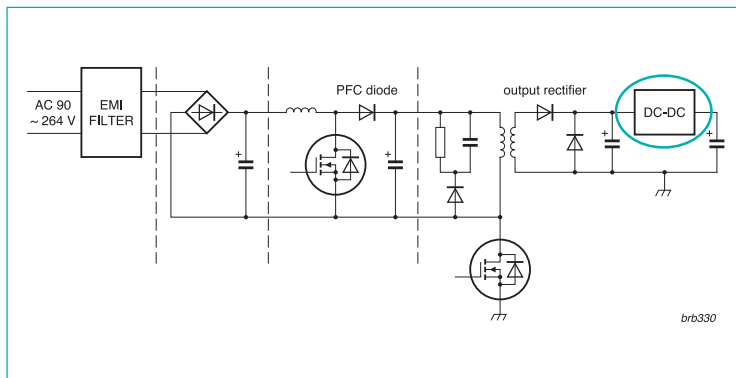 AC 90
~ 264 V
EMI
FILTER
PFC diode
output rectifier
DC-DC
+
+
+
+
brb330